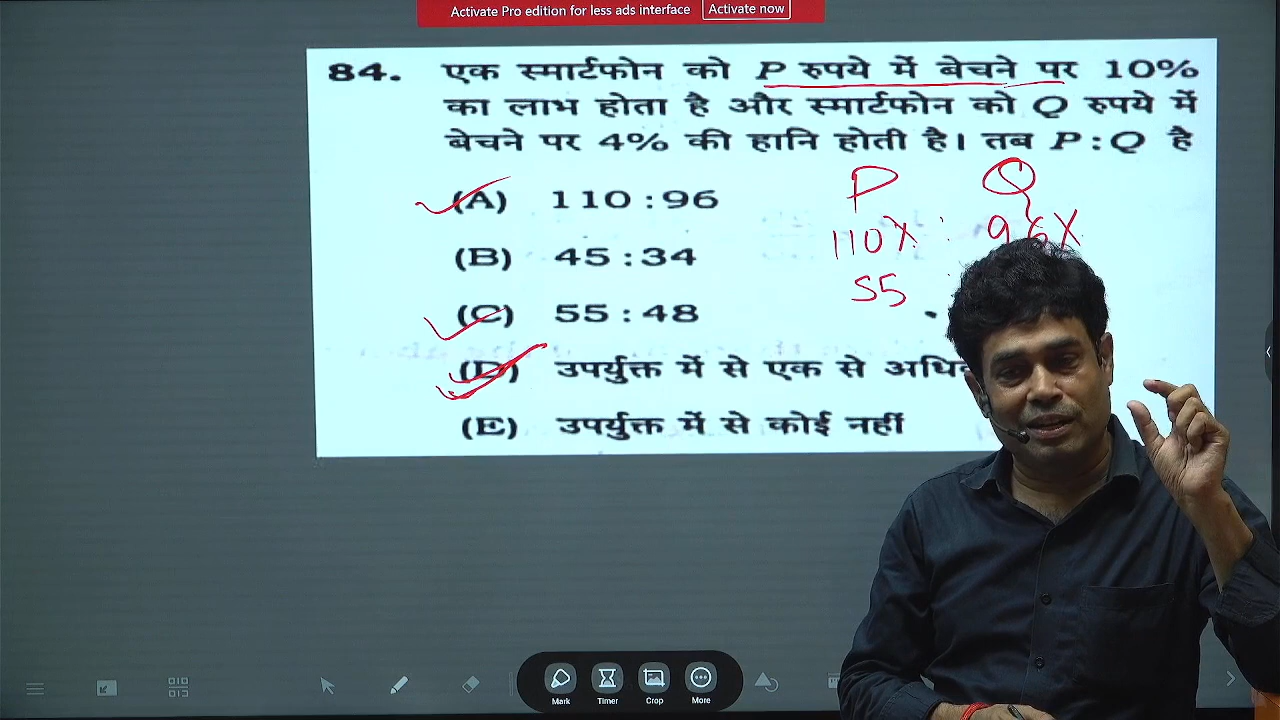 Activate Pro edition for less ads interface Activate now
84. एक स्मार्टफोन को P रुपये में बेचने पर 10%
का लाभ होता है और स्मार्टफोन को Q रुपये में
बेचने पर 4% की हानि होती है। तब P : Q है
P Q
(A) 110 : 96
110X : 96X
(B) 45 : 34
55
(C) 55 : 48
(D) उपर्युक्त में से एक से
(E) उपर्युक्त में से कोई नहीं
Mark Timer Crop More